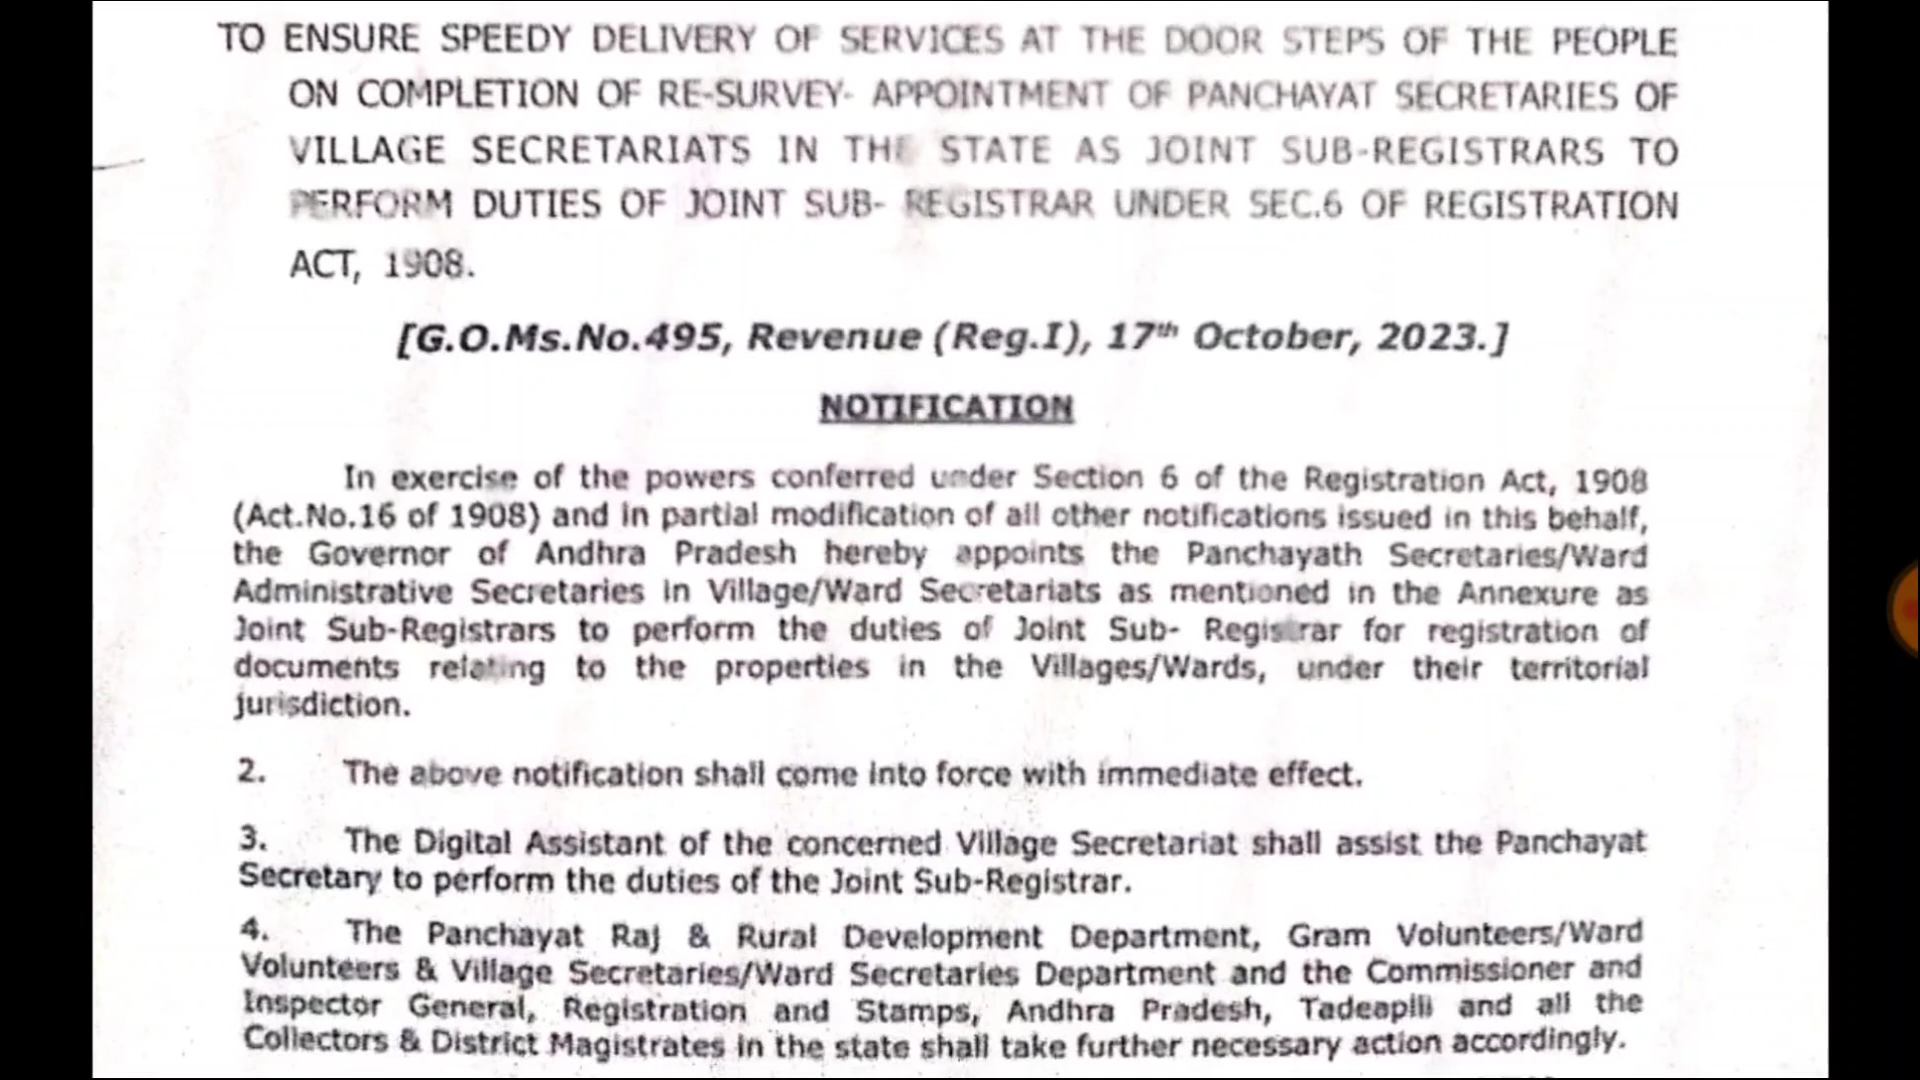 TO ENSURE SPEEDY DELIVERY OF SERVICES AT THE DOOR STEPS OF THE PEOPLE
ON COMPLETION OF RE-SURVEY- APPOINTMENT OF PANCHAYAT SECRETARIES OF
VILLAGE SECRETARIATS IN THE STATE AS JOINT SUB-REGISTRARS TO
PERFORM DUTIES OF JOINT SUB- REGISTRAR UNDER SEC.6 OF REGISTRATION
ACT, 1908.
[G.O.Ms.No.495, Revenue (Reg.I), 17th October, 2023.]
NOTIFICATION
In exercise of the powers conferred under Section 6 of the Registration Act, 1908
(Act.No.16 of 1908) and in partial modification of all other notifications issued in this behalf,
the Governor of Andhra Pradesh hereby appoints the Panchayath Secretaries/Ward
Administrative Secretaries in Village/Ward Secretariats as mentioned in the Annexure as
Joint Sub-Registrars to perform the duties of Joint Sub- Registrar for registration of
documents relating to the properties in the Villages/Wards, under their territorial
jurisdiction.
2. The above notification shall come into force with immediate effect.
3. The Digital Assistant of the concerned Village Secretariat shall assist the Panchayat
Secretary to perform the duties of the Joint Sub-Registrar.
4. The Panchayat Raj & Rural Development Department, Gram Volunteers/Ward
Volunteers & Village Secretaries/Ward Secretaries Department and the Commissioner and
Inspector General, Registration and Stamps, Andhra Pradesh, Tadeaplli and all the
Collectors & District Magistrates in the state shall take further necessary action accordingly.